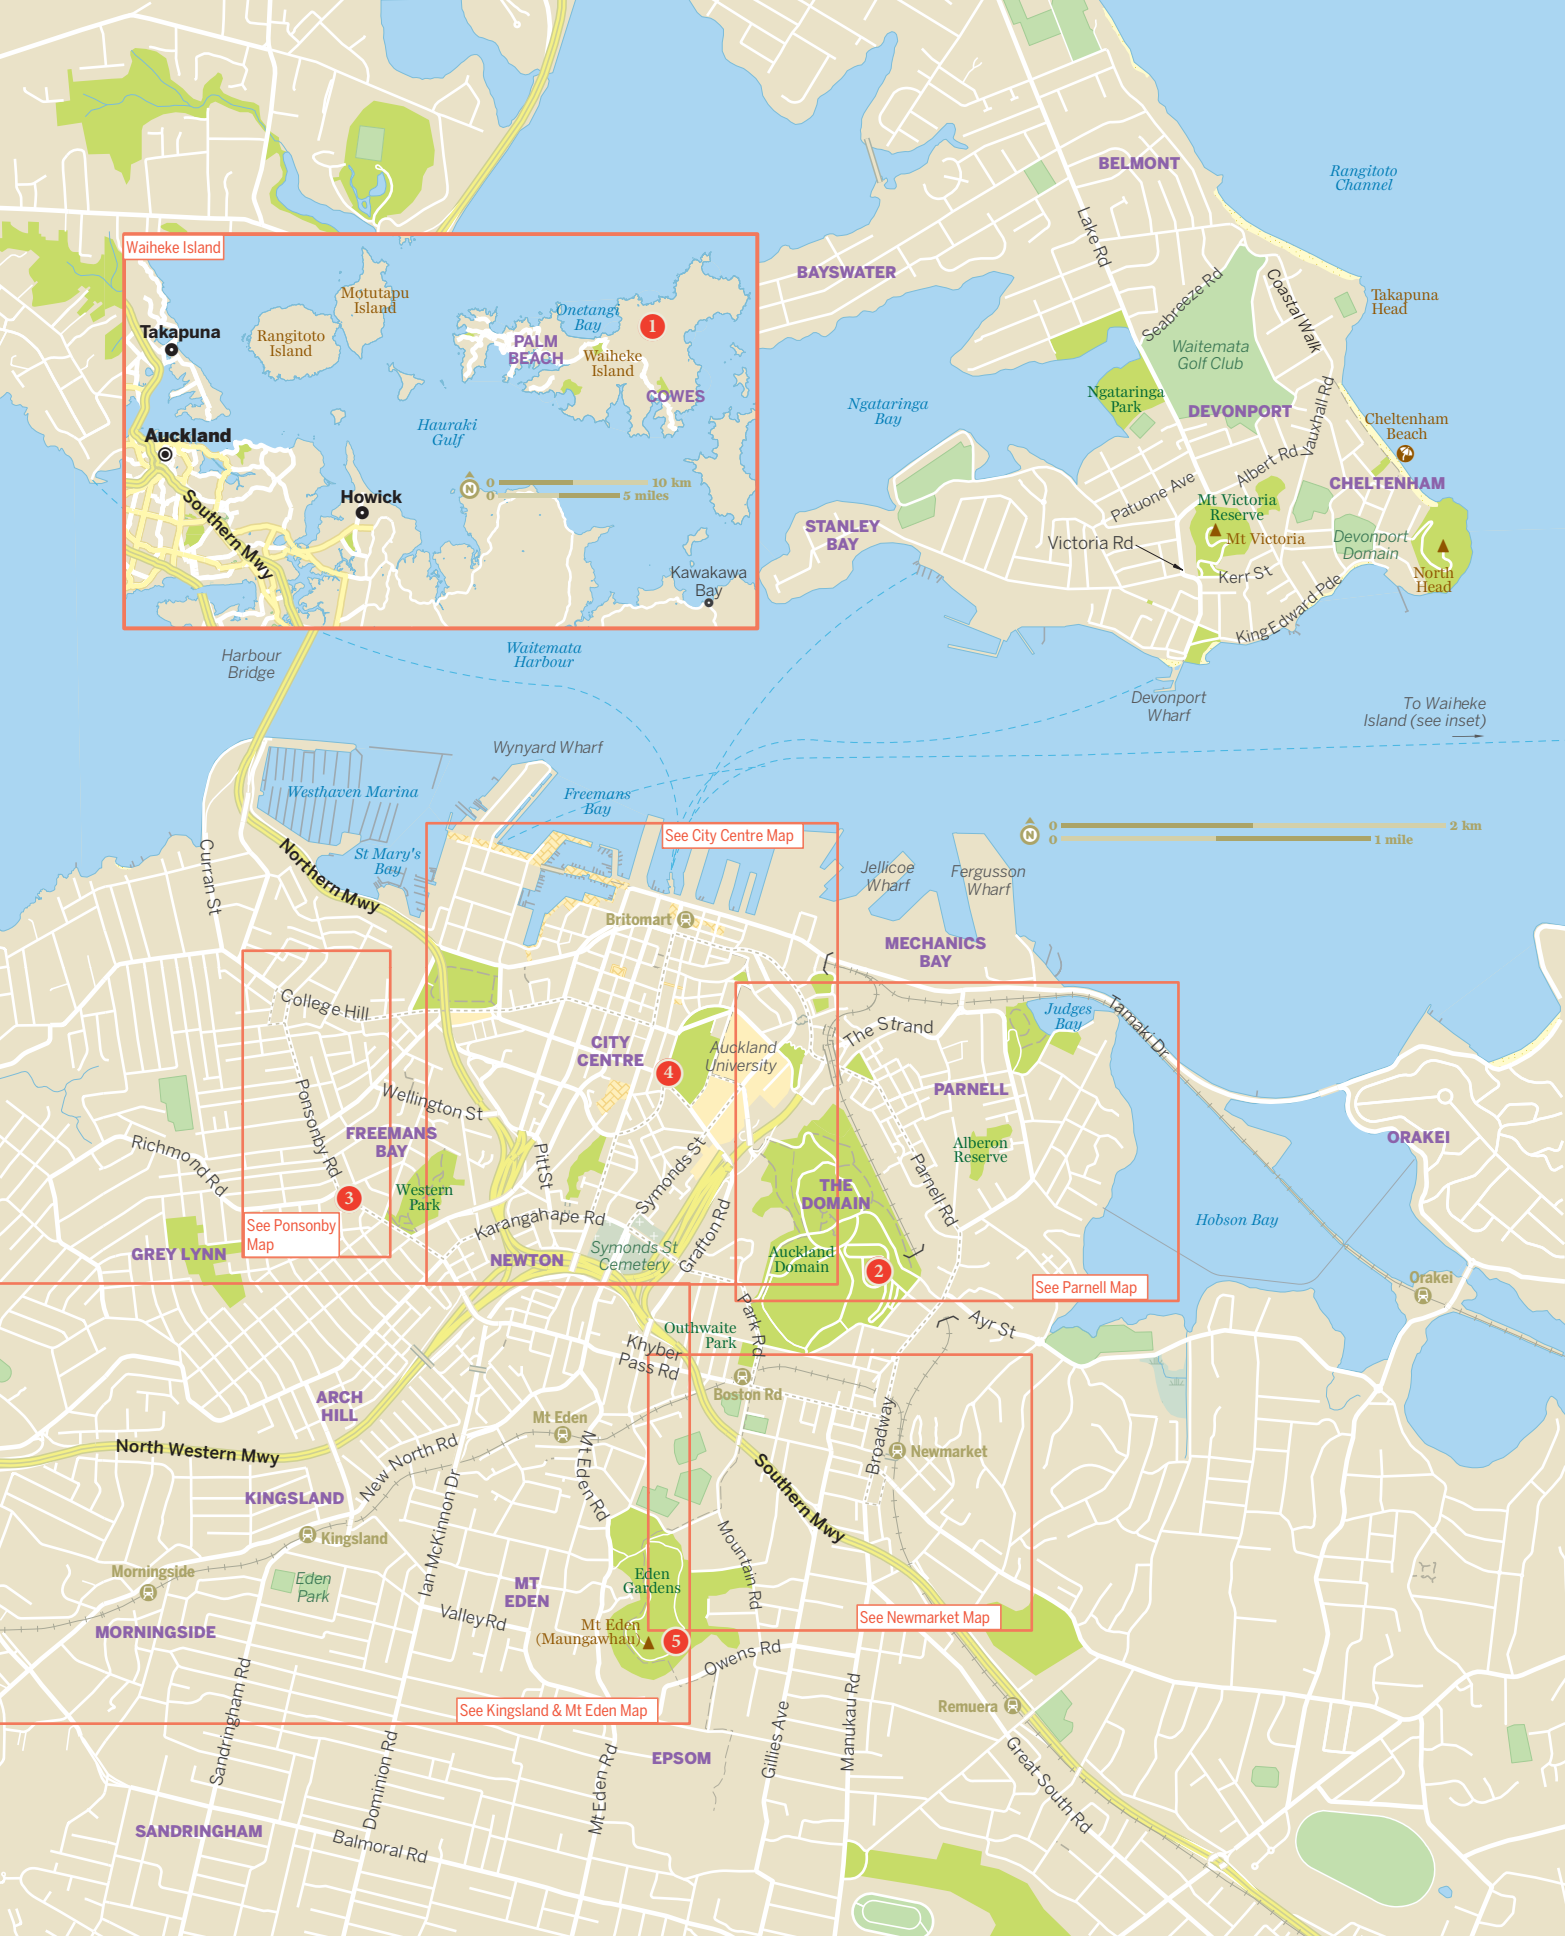 BELMONT
Rangitoto
Channel
Lake Rd
Waiheke Island
BAYSWATER
Seabreeze Rd
Coastal Walk
Takapuna
Head
Motutapu
Island
Takapuna
Rangitoto
Island
Onetangi
Bay
1
PALM
BEACH
Waiheke
Island
COWES
Waitemata
Golf Club
Ngataringa
Park
Ngataringa
Bay
DEVONPORT
Vauxhall Rd
Cheltenham
Beach
Hauraki
Gulf
Auckland
Albert Rd
CHELTENHAM
Patuone Ave
N
0
10 km
0
5 miles
Howick
Southern Mwy
Mt Victoria
Reserve
Mt Victoria
STANLEY
BAY
Victoria Rd
Devonport
Domain
North
Head
Kerr St
Kawakawa
Bay
King Edward Pde
Harbour
Bridge
Waitemata
Harbour
Devonport
Wharf
To Waiheke
Island (see inset)
Wynyard Wharf
Westhaven Marina
Freemans
Bay
See City Centre Map
N
0
2 km
0
1 mile
Curran St
Northern Mwy
St Mary's
Bay
Jellicoe
Wharf
Fergusson
Wharf
Britomart
MECHANICS
BAY
College Hill
The Strand
Judges
Bay
Tamaki Dr
CITY
CENTRE
4
Auckland
University
PARNELL
Ponsonby Rd
Wellington St
FREEMANS
BAY
Richmond Rd
Pitt St
Symonds St
Alberon
Reserve
ORAKEI
Parnell Rd
3
Western
Park
THE
DOMAIN
Hobson Bay
See Ponsonby
Map
Karangahape Rd
Grafton Rd
GREY LYNN
NEWTON
Symonds St
Cemetery
Auckland
Domain
2
Orakei
See Parnell Map
Park Rd
Ayr St
Outhwaite
Park
Khyber
Pass Rd
Boston Rd
ARCH
HILL
Mt Eden
Broadway
North Western Mwy
New North Rd
Mt Eden Rd
Newmarket
Southern Mwy
KINGSLAND
Ian McKinnon Dr
Kingsland
Mountain Rd
Morningside
Eden
Park
MT
EDEN
Eden
Gardens
Valley Rd
MORNINGSIDE
Mt Eden
(Maungawhau)
5
See Newmarket Map
Owens Rd
Sandringham Rd
See Kingsland & Mt Eden Map
Remuera
Dominion Rd
Mt Eden Rd
EPSOM
Gillies Ave
Manukau Rd
Great South Rd
SANDRINGHAM
Balmoral Rd